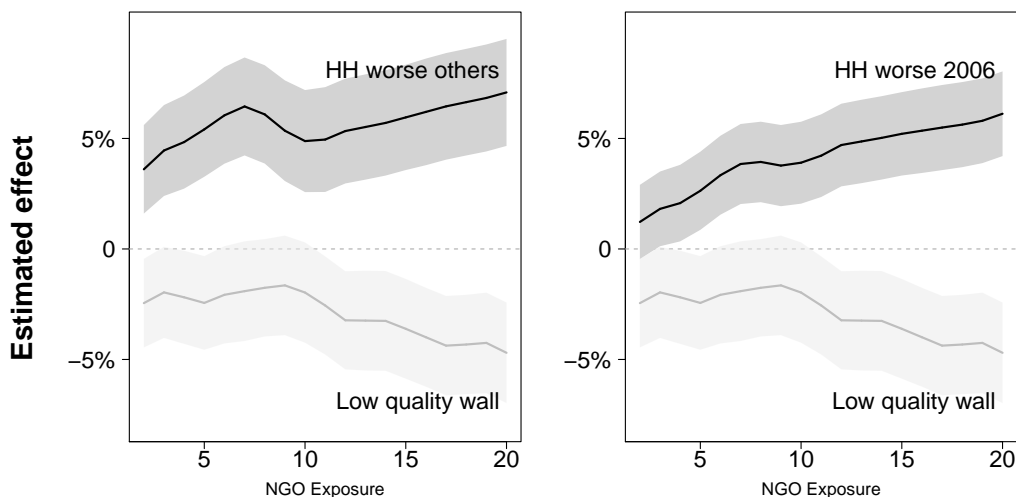 Estimated effect
HH worse others
5%
0
−5%
Low quality wall
5 10 15 20
NGO Exposure
HH worse 2006
5%
0
−5%
Low quality wall
5 10 15 20
NGO Exposure